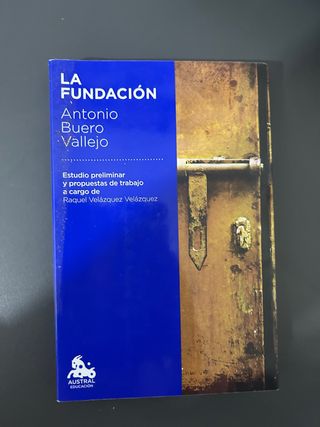 LA
FUNDACIÓN
Antonio
Buero
Vallejo
Estudio preliminar
y propuestas de trabajo
a cargo de
Raquel Velázquez Velázquez
AUSTRAL
EDUCACIÓN